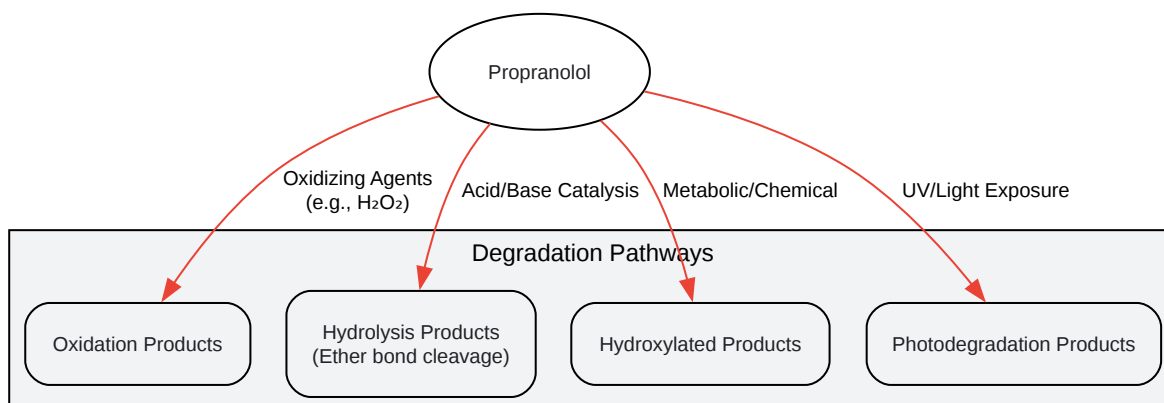 Propranolol
Oxidizing Agents
(e.g., H₂O₂)
Acid/Base Catalysis
Metabolic/Chemical
UV/Light Exposure
Degradation Pathways
Oxidation Products
Hydrolysis Products
(Ether bond cleavage)
Hydroxylated Products
Photodegradation Products